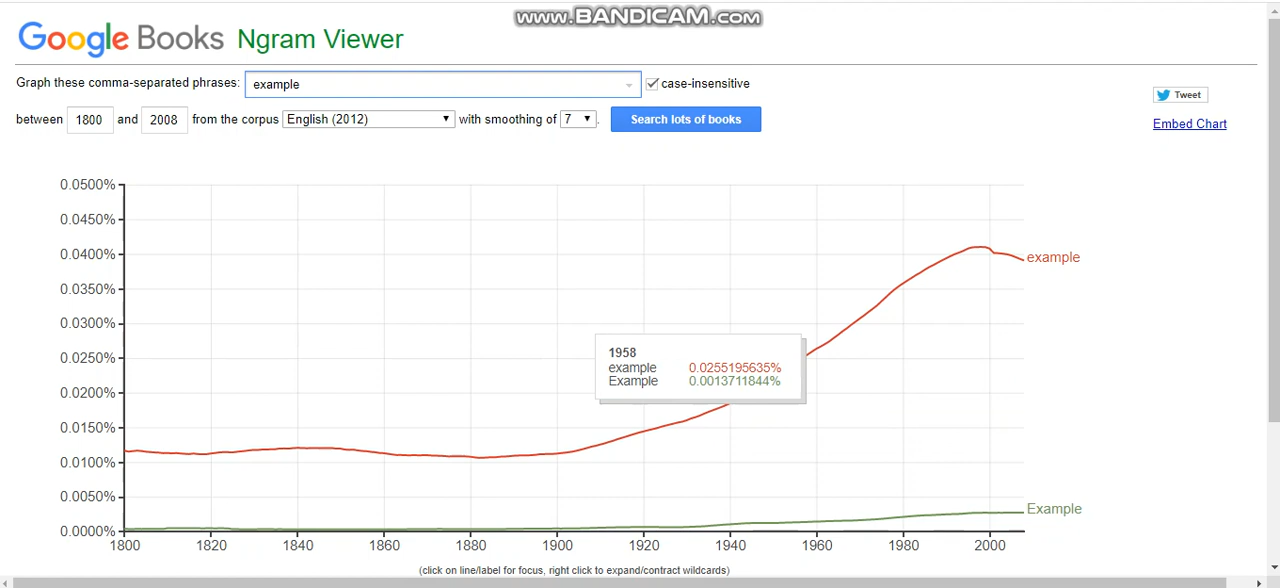 www.BANDICAM.com
Google Books Ngram Viewer
Graph these comma-separated phrases: example case-insensitive
Tweet
between 1800 and 2008 from the corpus English (2012) with smoothing of 7. Search lots of books
Embed Chart
0.0500%
0.0450%
0.0400%
example
0.0350%
0.0300%
1958
0.0250%
example 0.0255195635%
Example 0.0013711844%
0.0200%
0.0150%
0.0100%
0.0050%
Example
0.0000%
1800 1820 1840 1860 1880 1900 1920 1940 1960 1980 2000
(click on line/label for focus, right click to expand/contract wildcards)